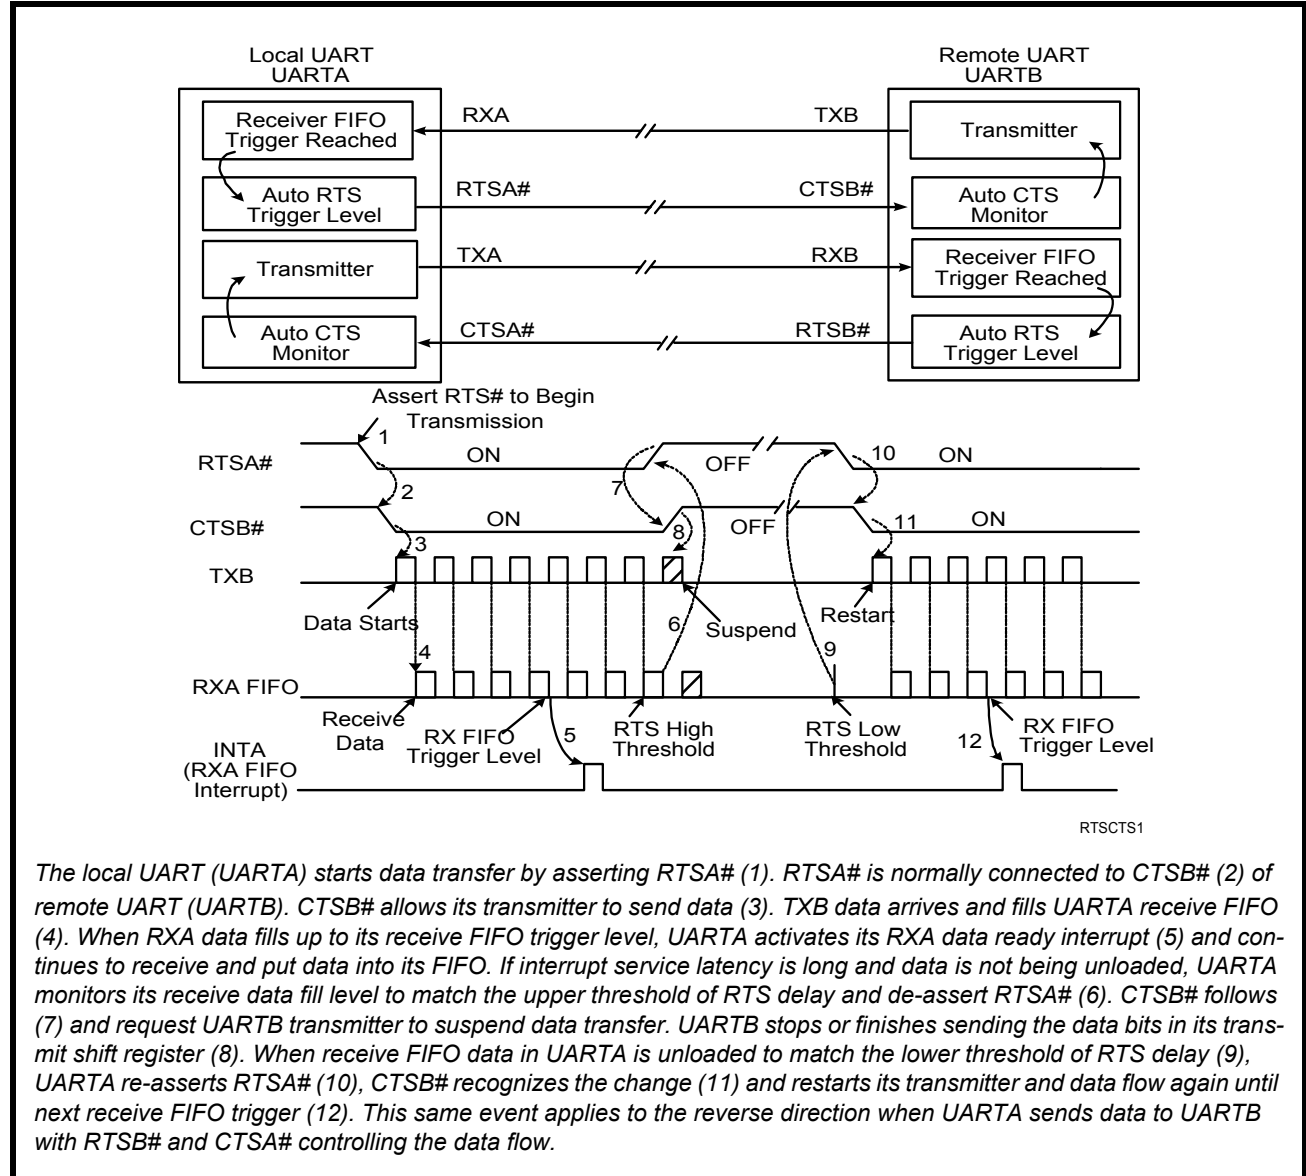 Local UART
UARTA
Remote UART
UARTB
Receiver FIFO
Trigger Reached
RXA
TXB
Transmitter
Auto RTS
Trigger Level
RTSA#
CTSB#
Auto CTS
Monitor
Transmitter
TXA
RXB
Receiver FIFO
Trigger Reached
Auto CTS
Monitor
CTSA#
RTSB#
Auto RTS
Trigger Level
Assert RTS# to Begin
Transmission
1
RTSA#
ON
7
OFF
10
ON
2
CTSB#
ON
8
OFF
11
ON
3
TXB
Data Starts
6
Suspend
Restart
4
9
RXA FIFO
Receive
Data
RX FIFO
Trigger Level
5
RTS High
Threshold
RTS Low
Threshold
12
RX FIFO
Trigger Level
INTA
(RXA FIFO
Interrupt)
RTSCTS1
The local UART (UARTA) starts data transfer by asserting RTSA# (1). RTSA# is normally connected to CTSB# (2) of
remote UART (UARTB). CTSB# allows its transmitter to send data (3). TXB data arrives and fills UARTA receive FIFO
(4). When RXA data fills up to its receive FIFO trigger level, UARTA activates its RXA data ready interrupt (5) and con-
tinues to receive and put data into its FIFO. If interrupt service latency is long and data is not being unloaded, UARTA
monitors its receive data fill level to match the upper threshold of RTS delay and de-assert RTSA# (6). CTSB# follows
(7) and request UARTB transmitter to suspend data transfer. UARTB stops or finishes sending the data bits in its trans-
mit shift register (8). When receive FIFO data in UARTA is unloaded to match the lower threshold of RTS delay (9),
UARTA re-asserts RTSA# (10), CTSB# recognizes the change (11) and restarts its transmitter and data flow again until
next receive FIFO trigger (12). This same event applies to the reverse direction when UARTA sends data to UARTB
with RTSB# and CTSA# controlling the data flow.